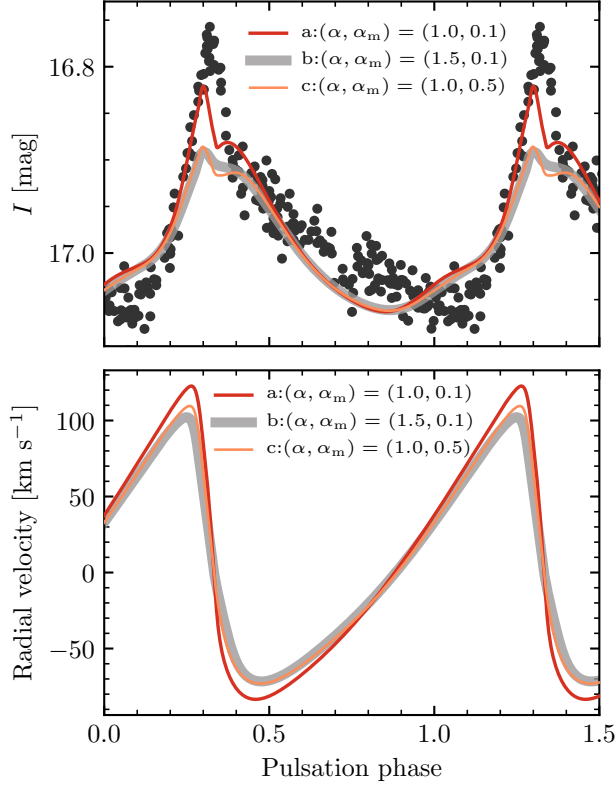 16.8
17.0
I [mag]
a:(α, αm) = (1.0, 0.1)
b:(α, αm) = (1.5, 0.1)
c:(α, αm) = (1.0, 0.5)
100
50
0
−50
Radial velocity [km s−1]
a:(α, αm) = (1.0, 0.1)
b:(α, αm) = (1.5, 0.1)
c:(α, αm) = (1.0, 0.5)
0.0 0.5 1.0 1.5
Pulsation phase